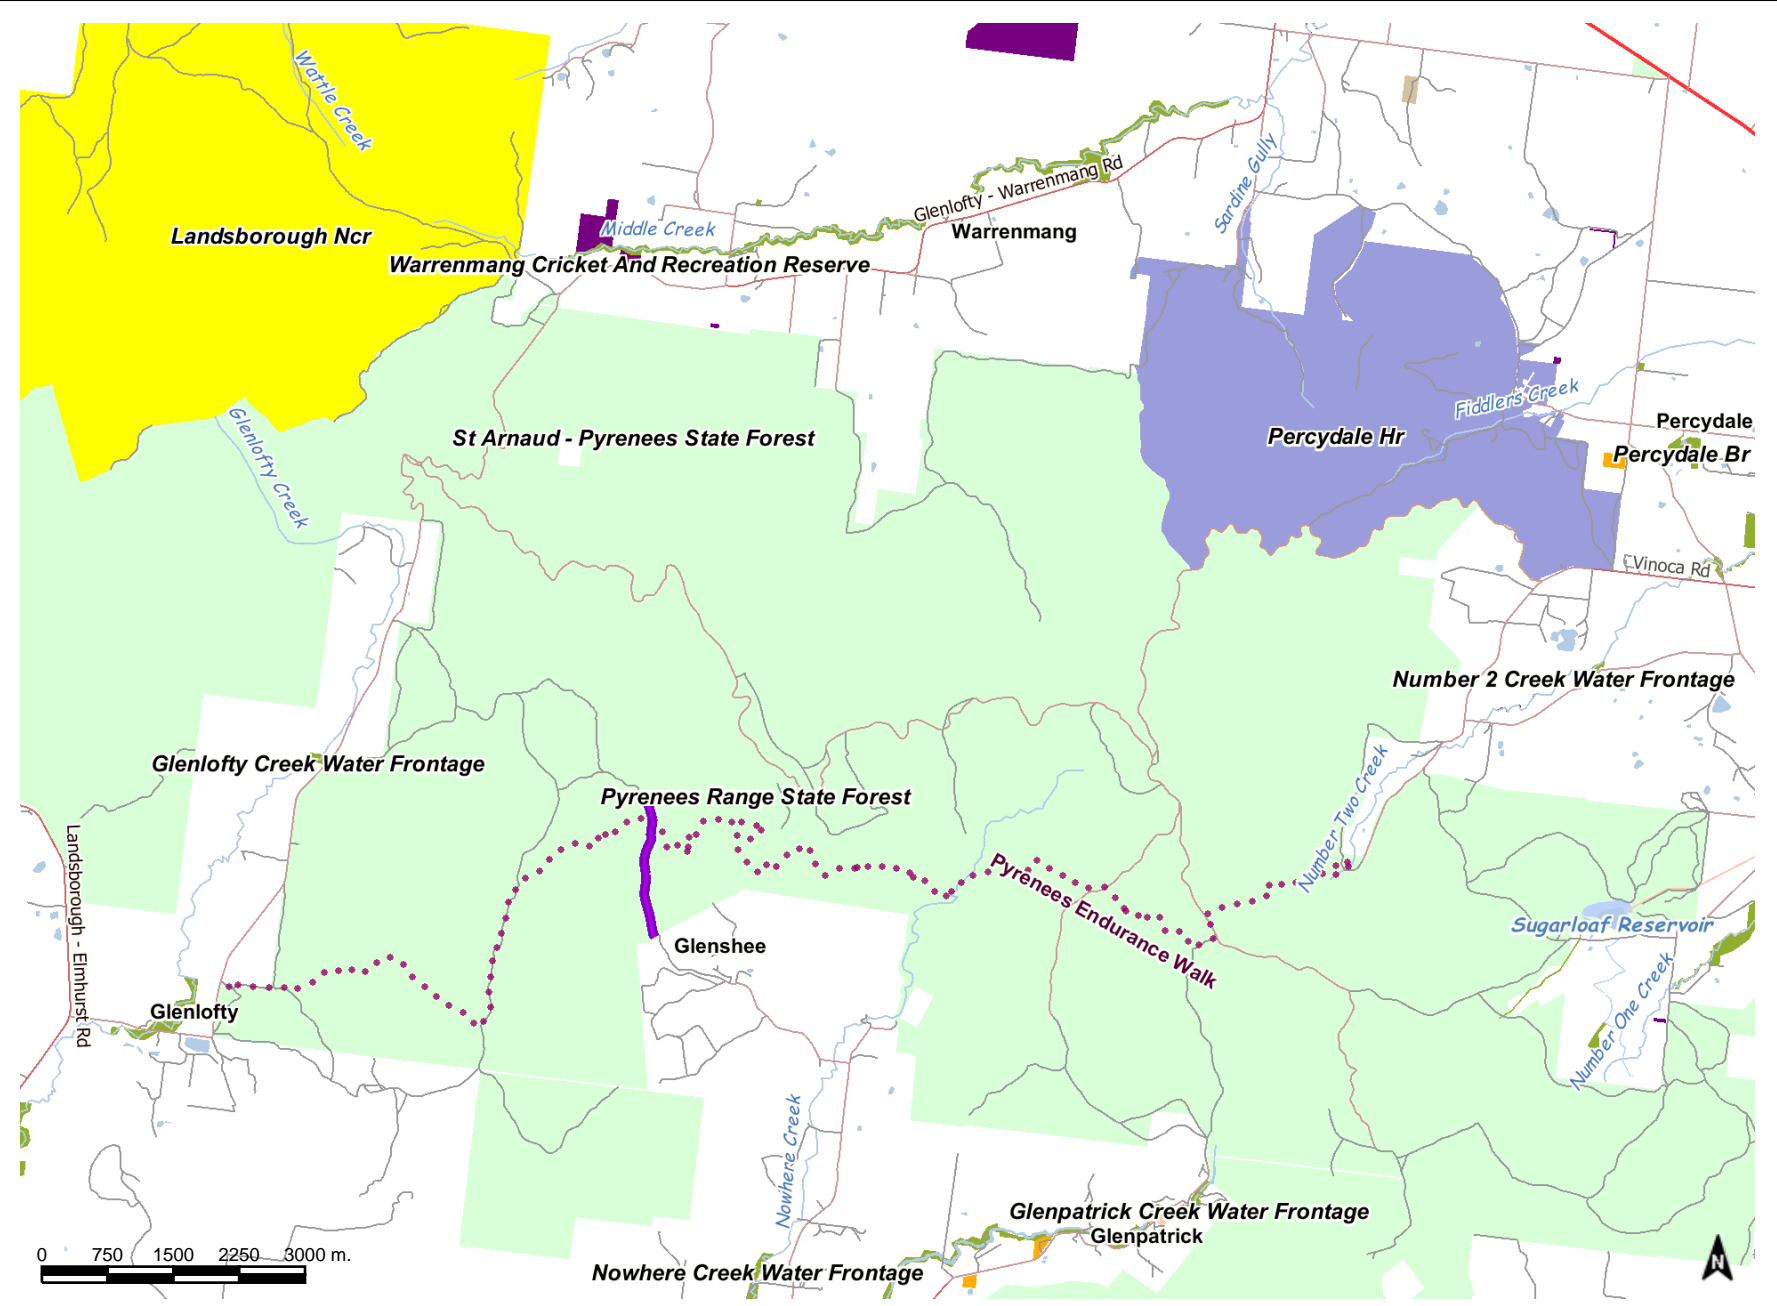 Wattle Creek
Landsborough Ncr
Middle Creek
Glenlofty - Warrenmang Rd
Warrenmang
Sardine Gully
Warrenmang Cricket And Recreation Reserve
St Arnaud - Pyrenees State Forest
Glenlofty Creek
Fiddlers Creek
Percydale Hr
Percydale
Percydale Br
Vinoca Rd
Number 2 Creek Water Frontage
Glenlofty Creek Water Frontage
Pyrenees Range State Forest
Number Two Creek
Landsborough - Elmhurst Rd
Pyrenees Endurance Walk
Sugarloaf Reservoir
Glenshee
Glenlofty
Number One Creek
Nowhere Creek
Glenpatrick Creek Water Frontage
Glenpatrick
Nowhere Creek Water Frontage
0 750 1500 2250 3000 m.
N